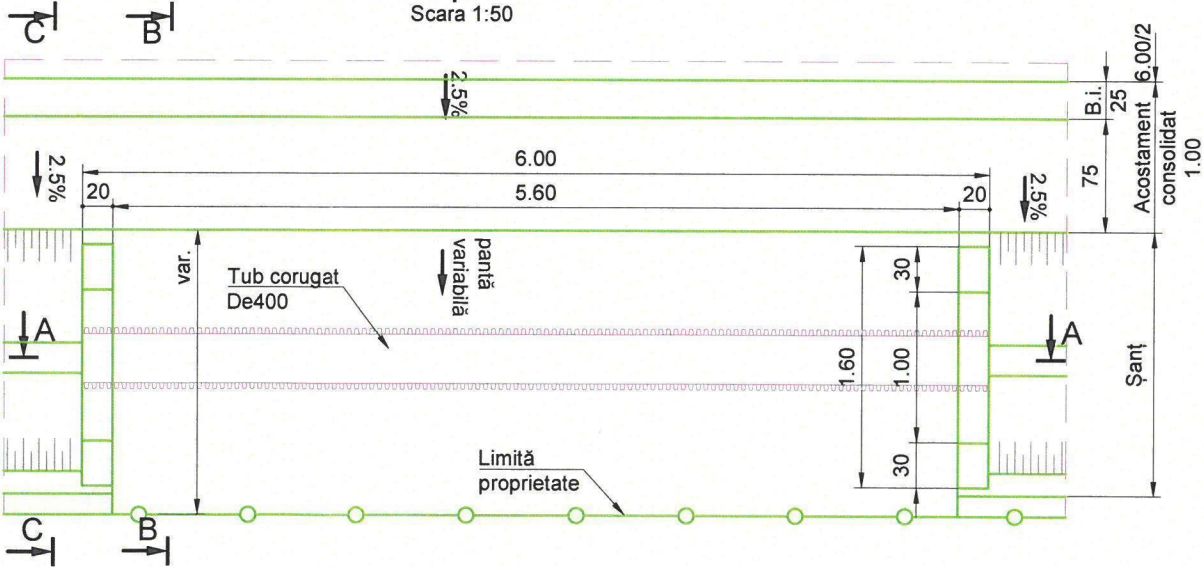 Scara 1:50
C
B
2.5%
6.00/2
B.i.
25
Acostament
consolidat
1.00
75
2.5%
6.00
20
5.60
20
2.5%
var.
pantă
variabilă
Tub corugat
De400
30
A
A
1.60
1.00
Șanț
30
Limită
proprietate
C
B